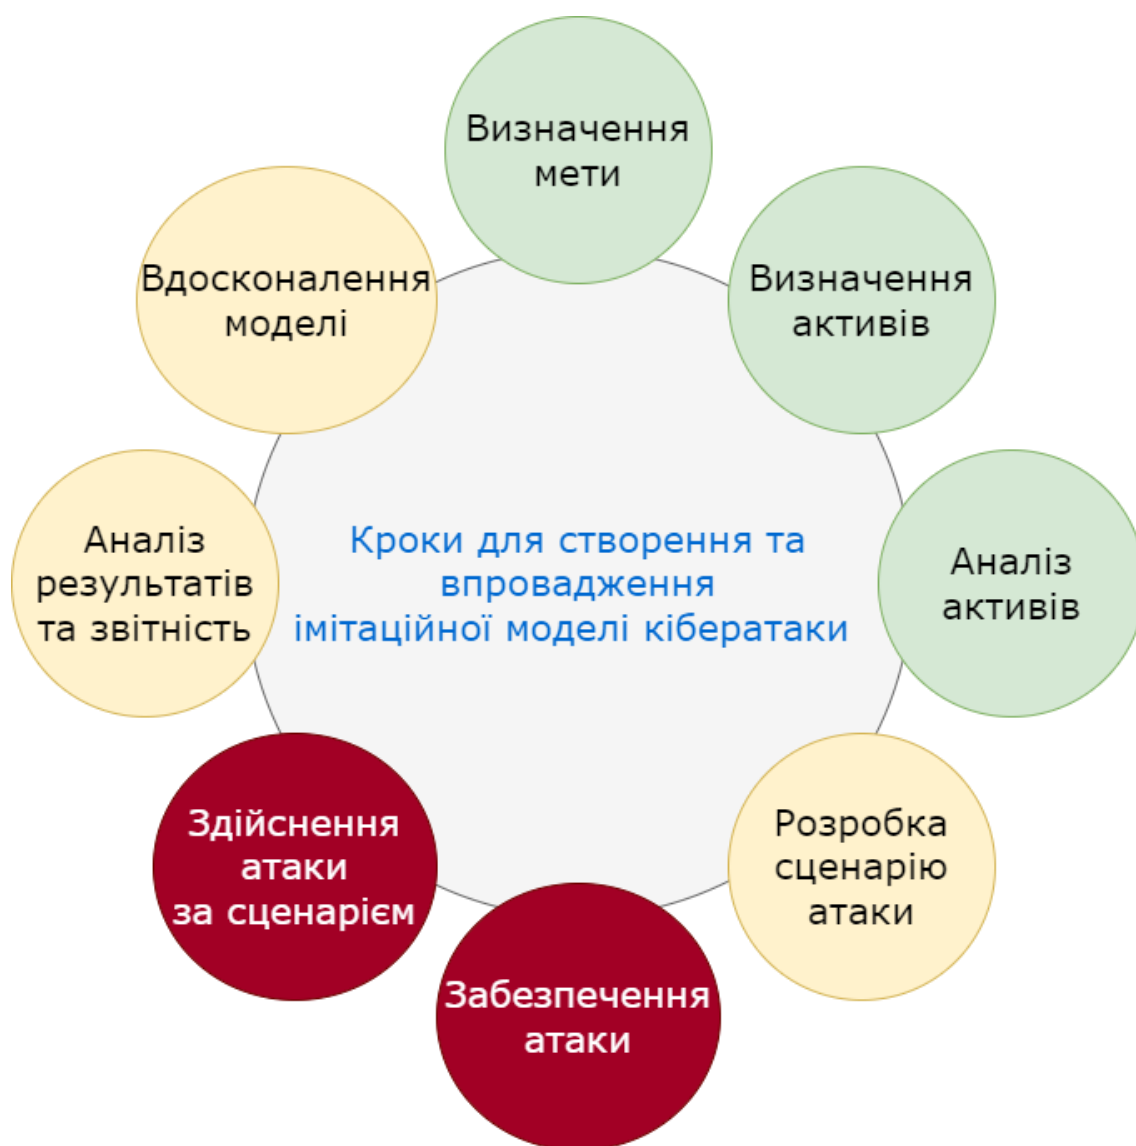 Визначення
мети
Визначення
активів
Аналіз
активів
Розробка
сценарію
атаки
Забезпечення
атаки
Здійснення
атаки
за сценарієм
Аналіз
результатів
та звітність
Вдосконалення
моделі
Кроки для створення та
впровадження
імітаційної моделі кібератаки